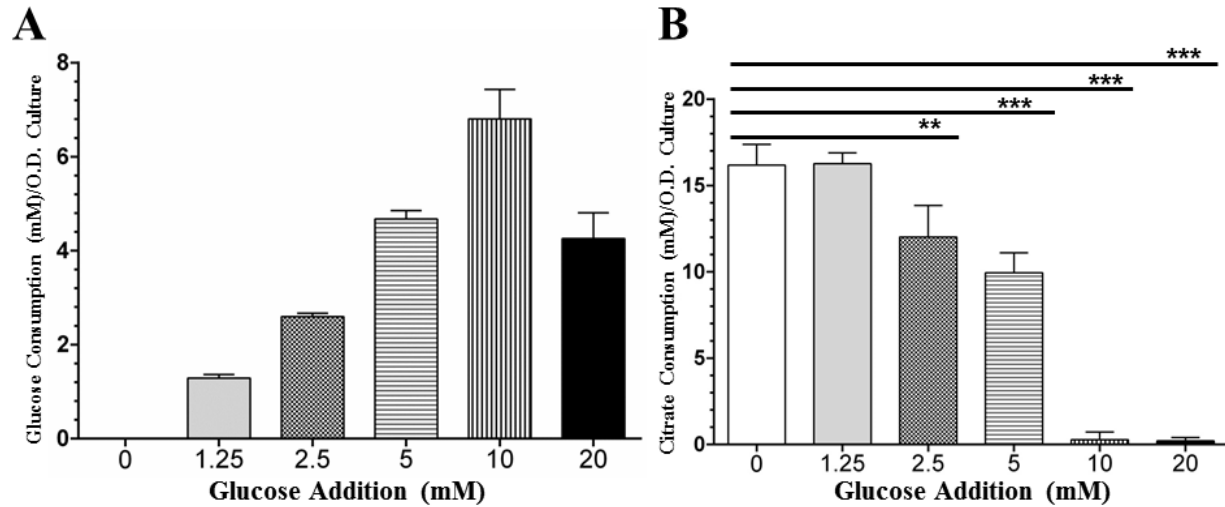 A
Glucose Consumption (mM)/O.D. Culture
8
6
4
2
0
0 1.25 2.5 5 10 20
Glucose Addition (mM)
B
***
***
***
**
Citrate Consumption (mM)/O.D. Culture
20
15
10
5
0
0 1.25 2.5 5 10 20
Glucose Addition (mM)